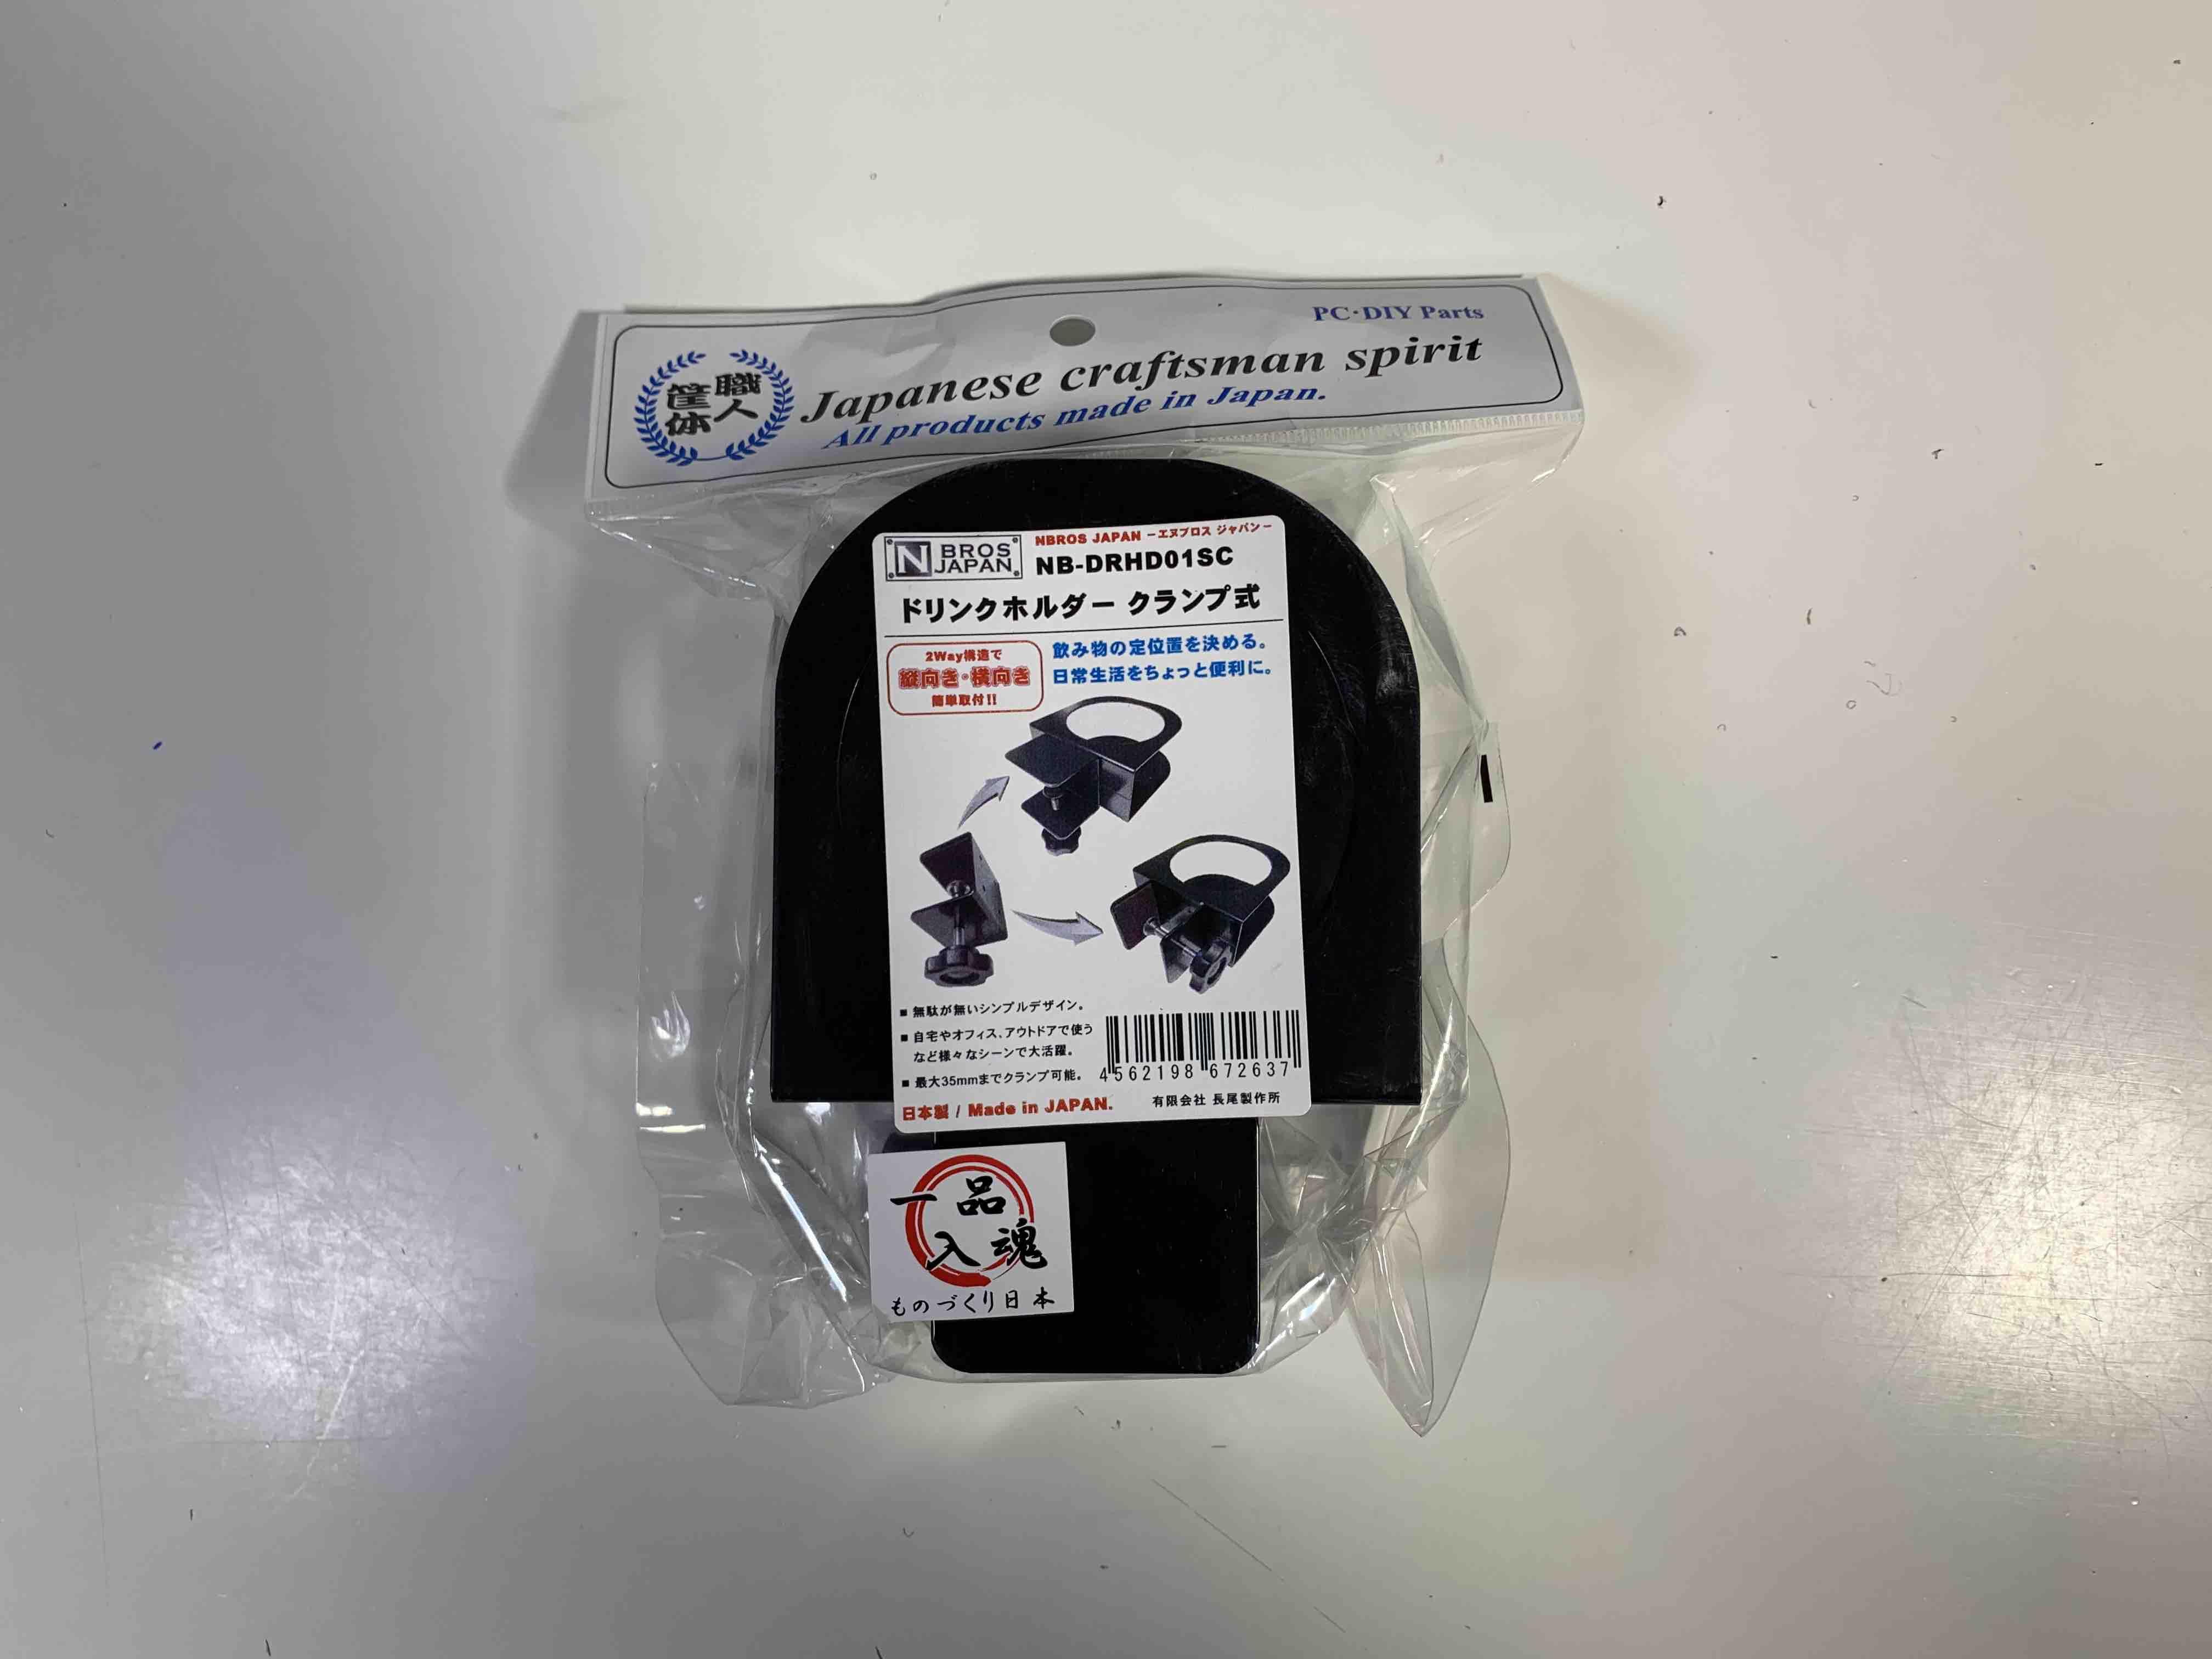 PC・DIY Parts
職人
筐体
Japanese craftsman spirit
All products made in Japan.
N BROS JAPAN
NBROS JAPAN －エヌブロス ジャパン－
NB-DRHD01SC
ドリンクホルダー クランプ式
2Way構造で
縦向き・横向き
簡単取付!!
飲み物の定位置を決める。
日常生活をちょっと便利に。
■ 無駄が無いシンプルデザイン。
■ 自宅やオフィス、アウトドアで使う
など様々なシーンで大活躍。
■ 最大35mmまでクランプ可能。
4562198 672637
日本製 / Made in JAPAN.
有限会社 長尾製作所
一品
入魂
ものづくり日本